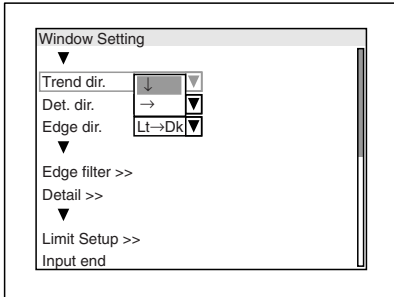 Window Setting
▼
Trend dir. ↓ ▼
Det. dir. → ▼
Edge dir. Lt→Dk ▼
▼
Edge filter >>
Detail >>
▼
Limit Setup >>
Input end